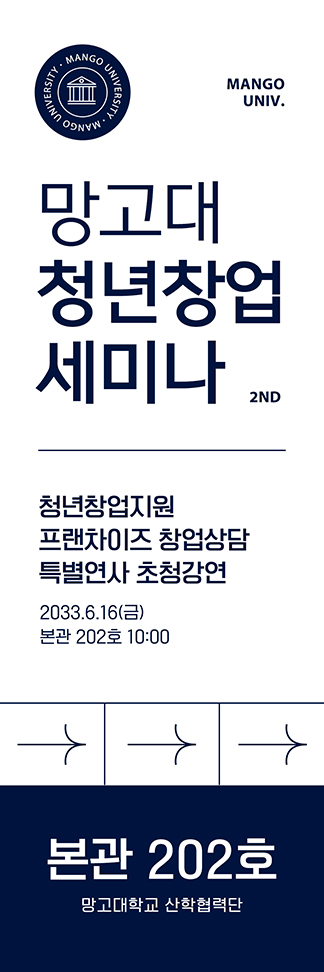 MANGO UNIVERSITY · MANGO UNIVERSITY ·
MANGO
UNIV.
망고대
청년창업
세미나
2ND
청년창업지원
프랜차이즈 창업상담
특별연사 초청강연
2033.6.16(금)
본관 202호 10:00
본관 202호
망고대학교 산학협력단